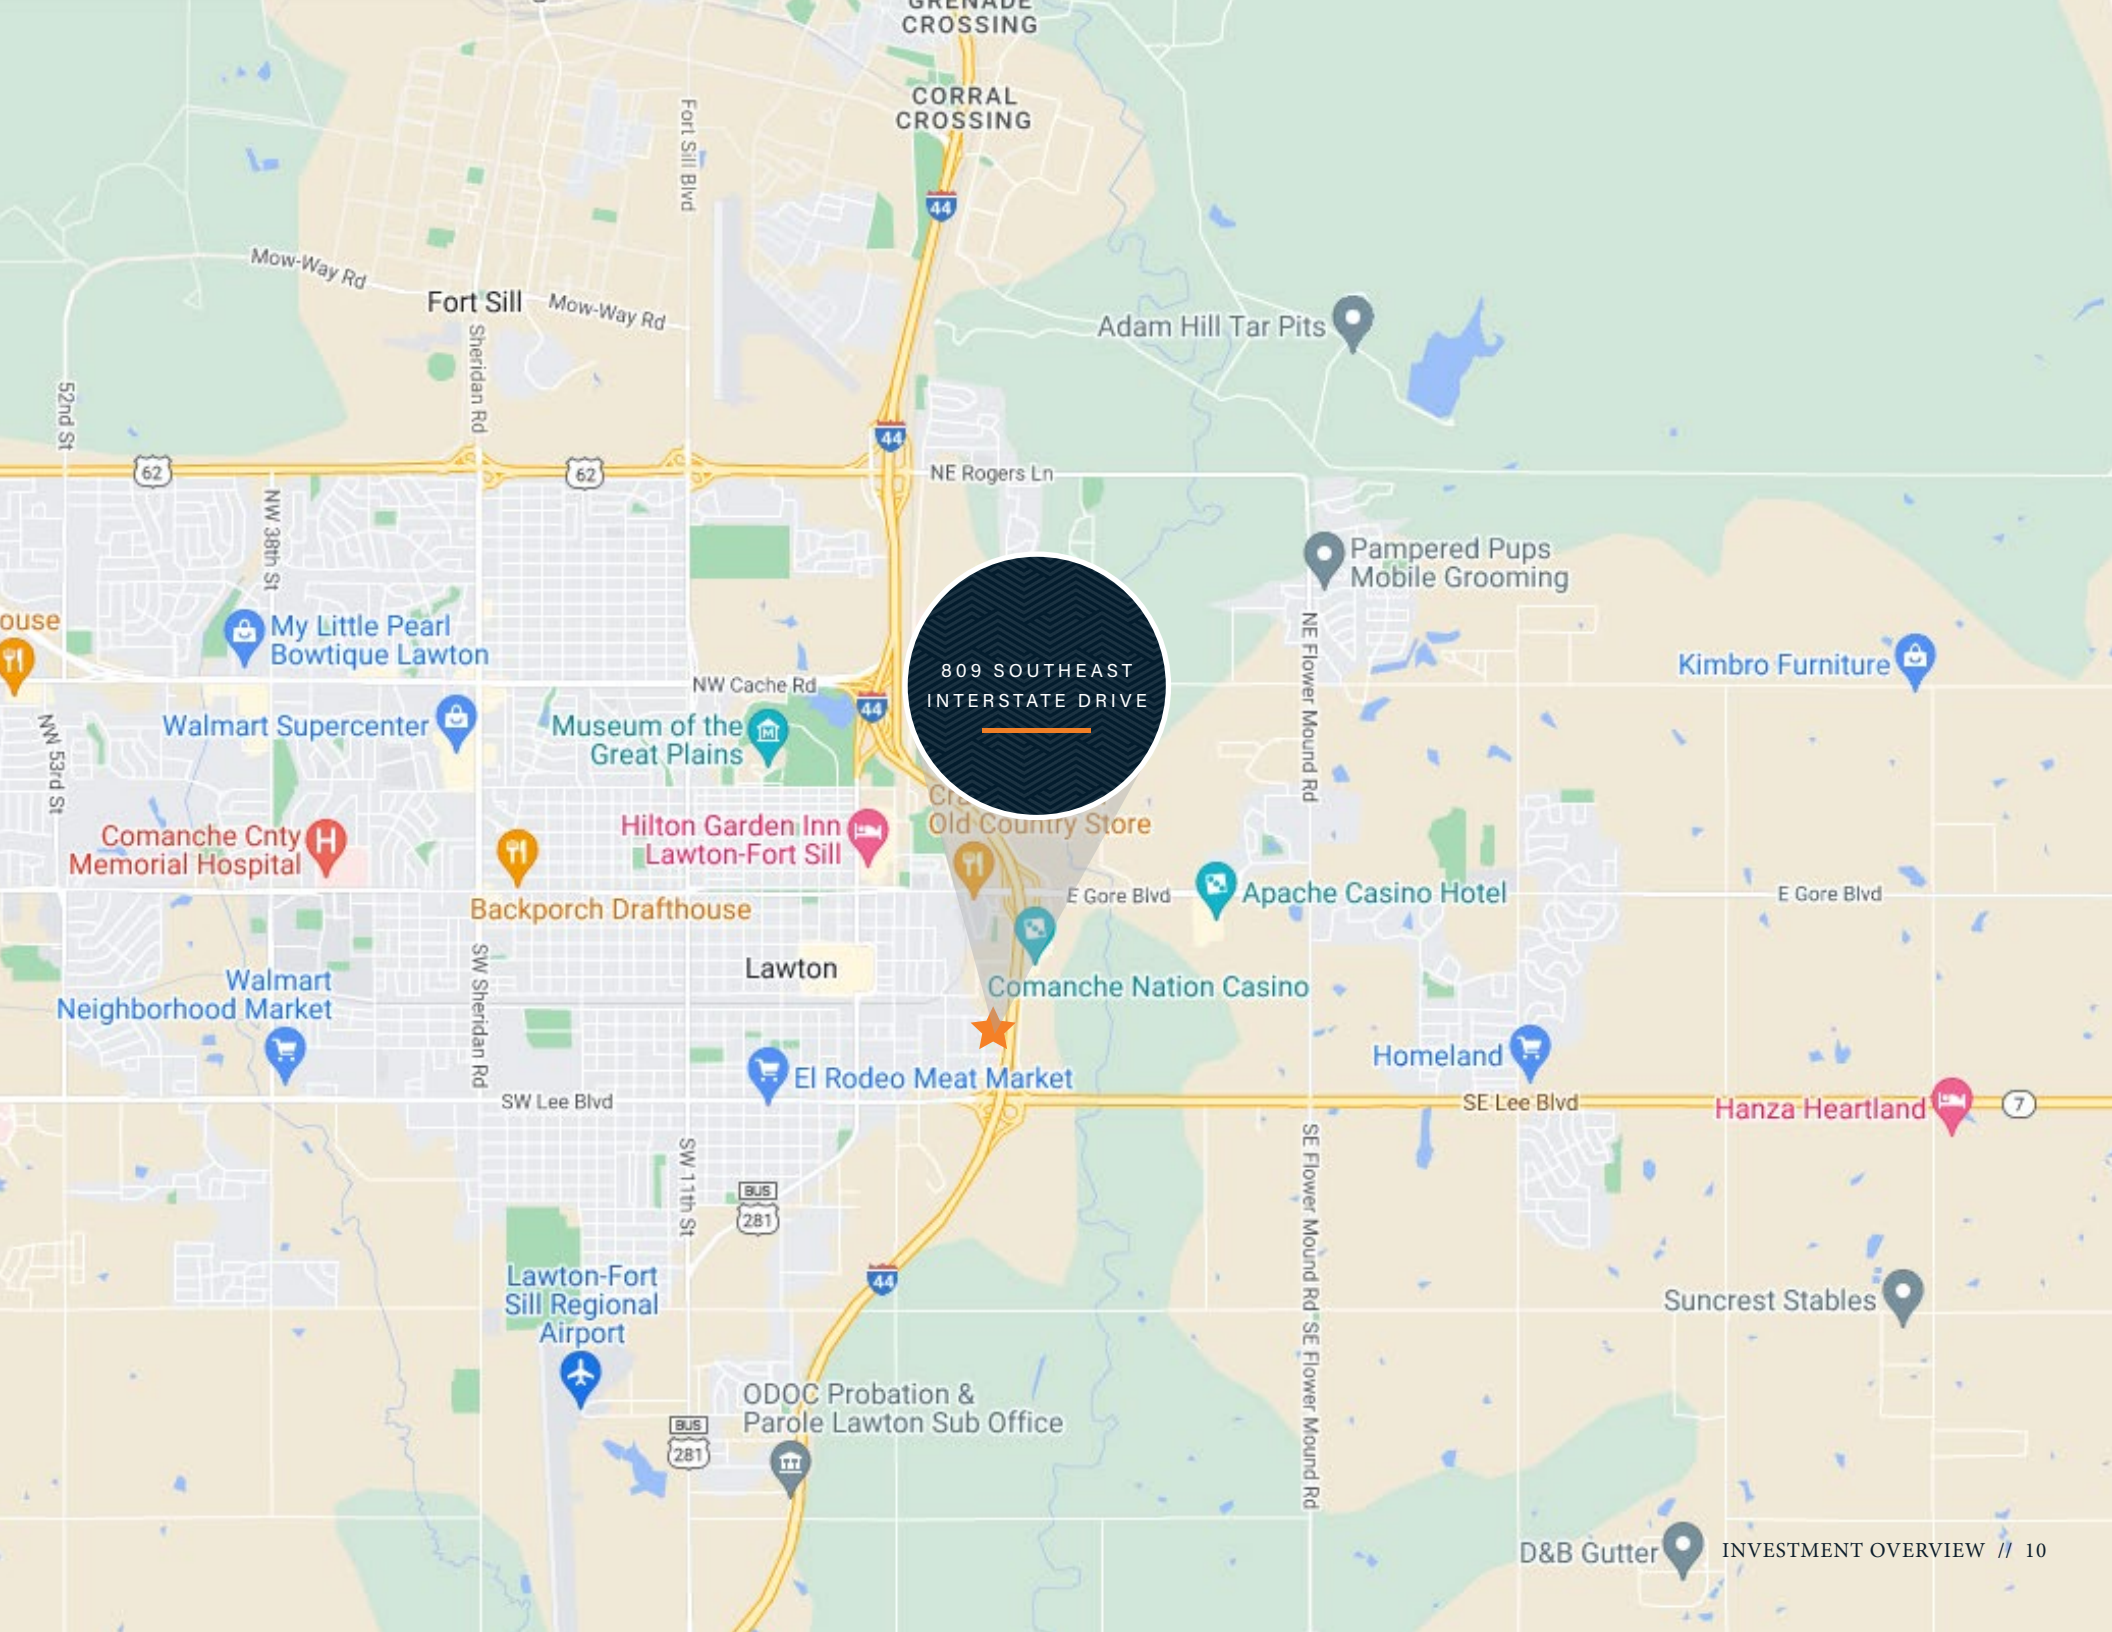 GRENADE
CROSSING
CORRAL
CROSSING
Fort Sill Blvd
44
Mow-Way Rd
Fort Sill
Mow-Way Rd
Adam Hill Tar Pits
Sheridan Rd
52nd St
44
62
62
NE Rogers Ln
NW 38th St
Pampered Pups
Mobile Grooming
ouse
My Little Pearl
Bowtique Lawton
NE Flower Mound Rd
809 SOUTHEAST
INTERSTATE DRIVE
Kimbro Furniture
NW Cache Rd
44
NW 53rd St
Walmart Supercenter
Museum of the
Great Plains
Old Country Store
Hilton Garden Inn
Lawton-Fort Sill
Comanche Cnty
Memorial Hospital
H
E Gore Blvd
Apache Casino Hotel
E Gore Blvd
Backporch Drafthouse
Lawton
SW Sheridan Rd
Comanche Nation Casino
Walmart
Neighborhood Market
Homeland
El Rodeo Meat Market
SW Lee Blvd
SE Lee Blvd
Hanza Heartland
7
SW 11th St
SE Flower Mound Rd
BUS
281
44
Lawton-Fort
Sill Regional
Airport
Suncrest Stables
SE Flower Mound Rd
ODOC Probation &
Parole Lawton Sub Office
BUS
281
D&B Gutter
INVESTMENT OVERVIEW // 10